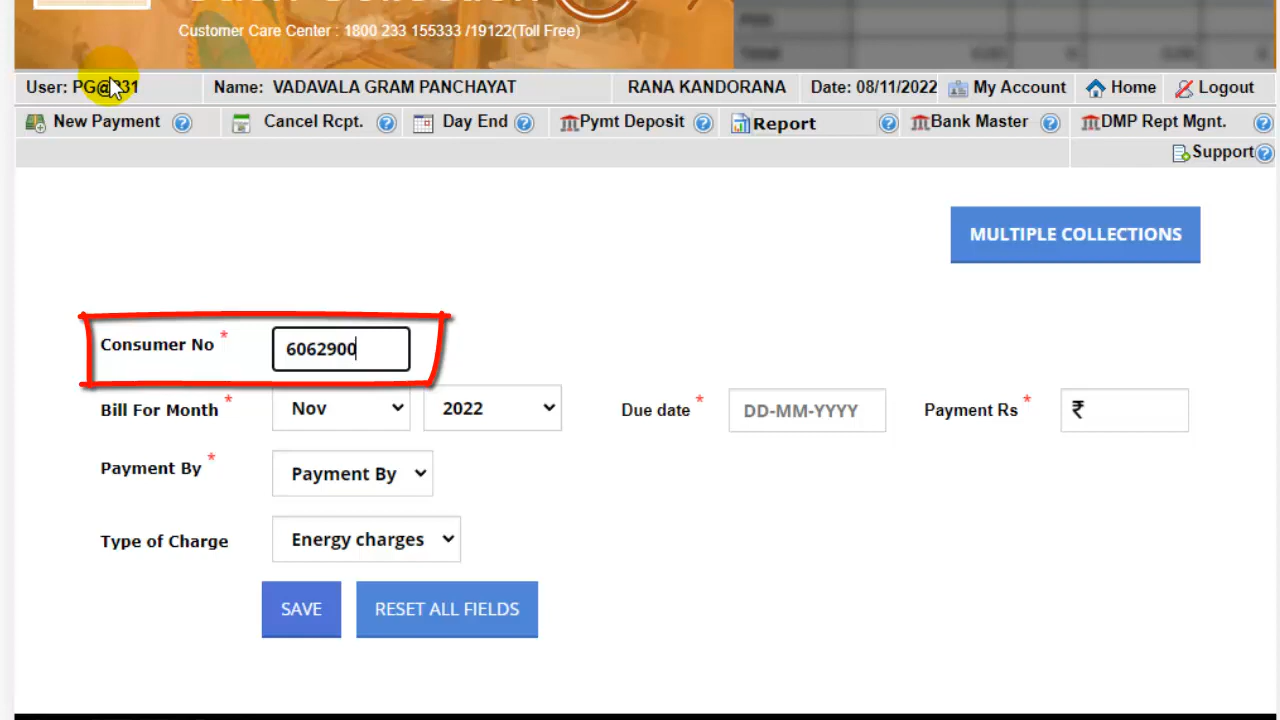 Customer Care Center : 1800 233 155333 /19122(Toll Free)
User: Name: VADAVALA GRAM PANCHAYAT RANA KANDORANA Date: 08/11/2022 My Account Home Logout
New Payment Cancel Rcpt. Day End Pymt Deposit Report Bank Master DMP Rept Mgnt.
Support
MULTIPLE COLLECTIONS
Consumer No * 6062900
Bill For Month * Nov 2022 Due date * DD-MM-YYYY Payment Rs * ₹
Payment By * Payment By
Type of Charge Energy charges
SAVE RESET ALL FIELDS